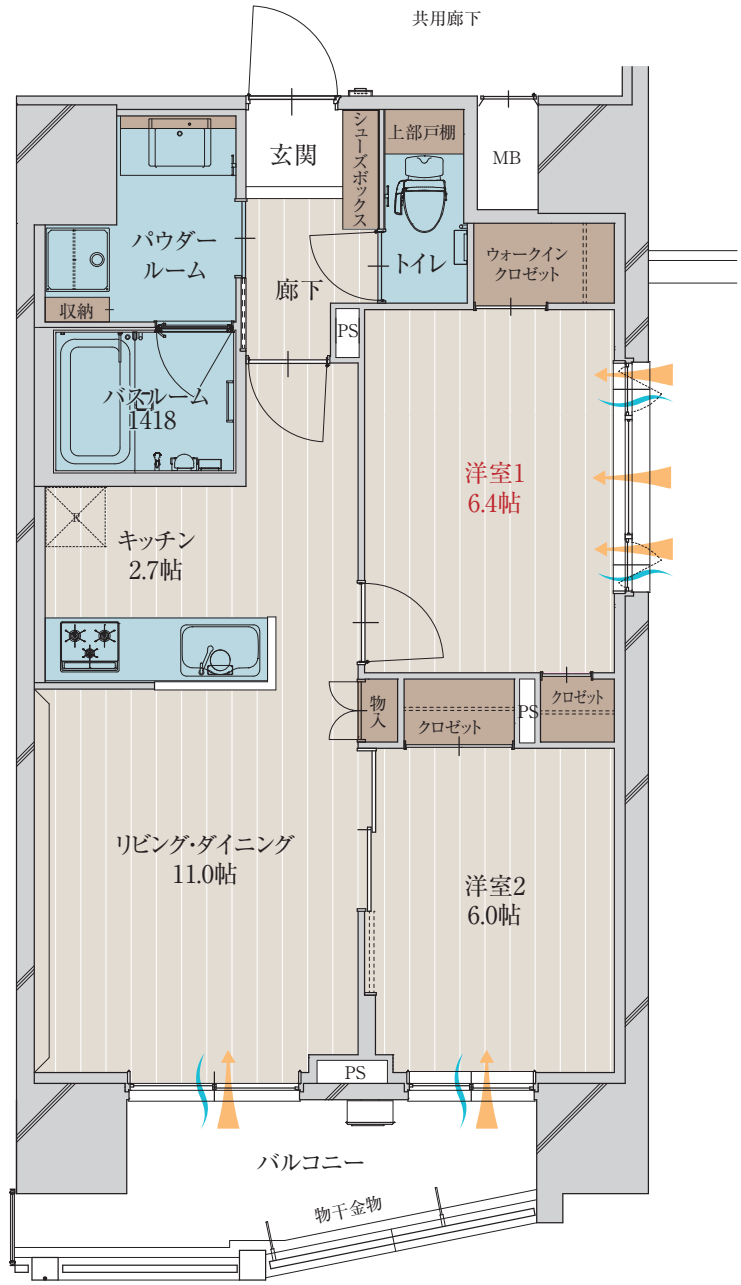 共用廊下
玄関
シューズボックス
上部戸棚
MB
パウダー
ルーム
トイレ
ウォークイン
クロゼット
廊下
収納
PS
バスルーム
1418
洋室1
6.4帖
R
キッチン
2.7帖
物入
クロゼット
PS
クロゼット
リビング・ダイニング
11.0帖
洋室2
6.0帖
PS
バルコニー
物干金物